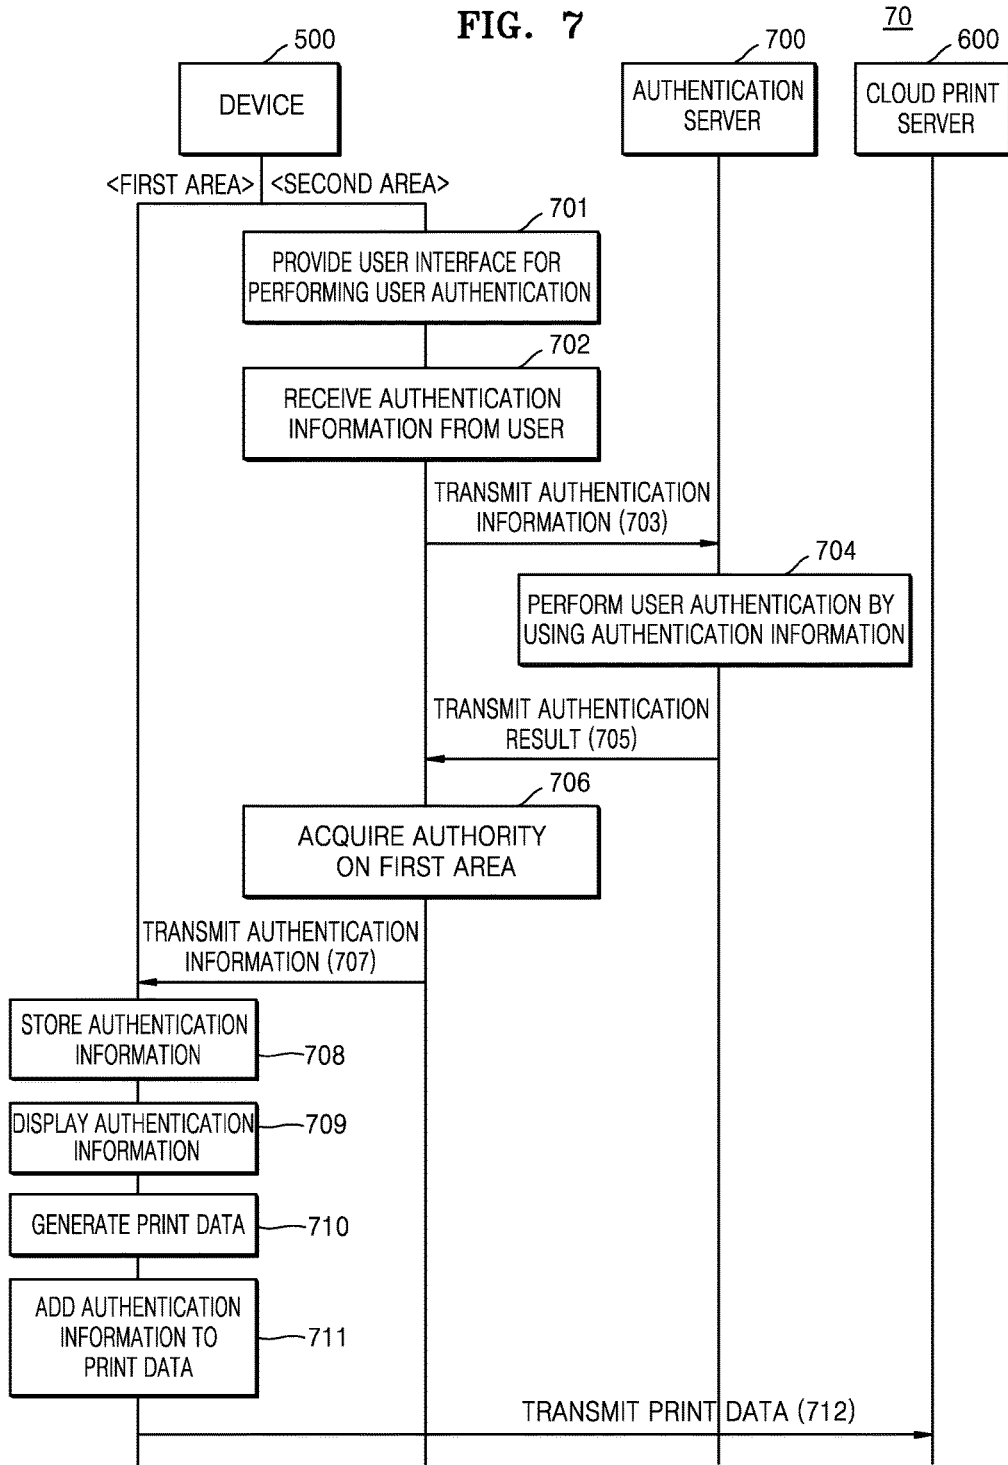 FIG. 7
70
500
700
600
DEVICE
AUTHENTICATION
SERVER
CLOUD PRINT
SERVER
<FIRST AREA>
<SECOND AREA>
701
PROVIDE USER INTERFACE FOR
PERFORMING USER AUTHENTICATION
702
RECEIVE AUTHENTICATION
INFORMATION FROM USER
TRANSMIT AUTHENTICATION
INFORMATION (703)
704
PERFORM USER AUTHENTICATION BY
USING AUTHENTICATION INFORMATION
TRANSMIT AUTHENTICATION
RESULT (705)
706
ACQUIRE AUTHORITY
ON FIRST AREA
TRANSMIT AUTHENTICATION
INFORMATION (707)
STORE AUTHENTICATION
INFORMATION
708
DISPLAY AUTHENTICATION
INFORMATION
709
GENERATE PRINT DATA
710
ADD AUTHENTICATION
INFORMATION TO
PRINT DATA
711
TRANSMIT PRINT DATA (712)